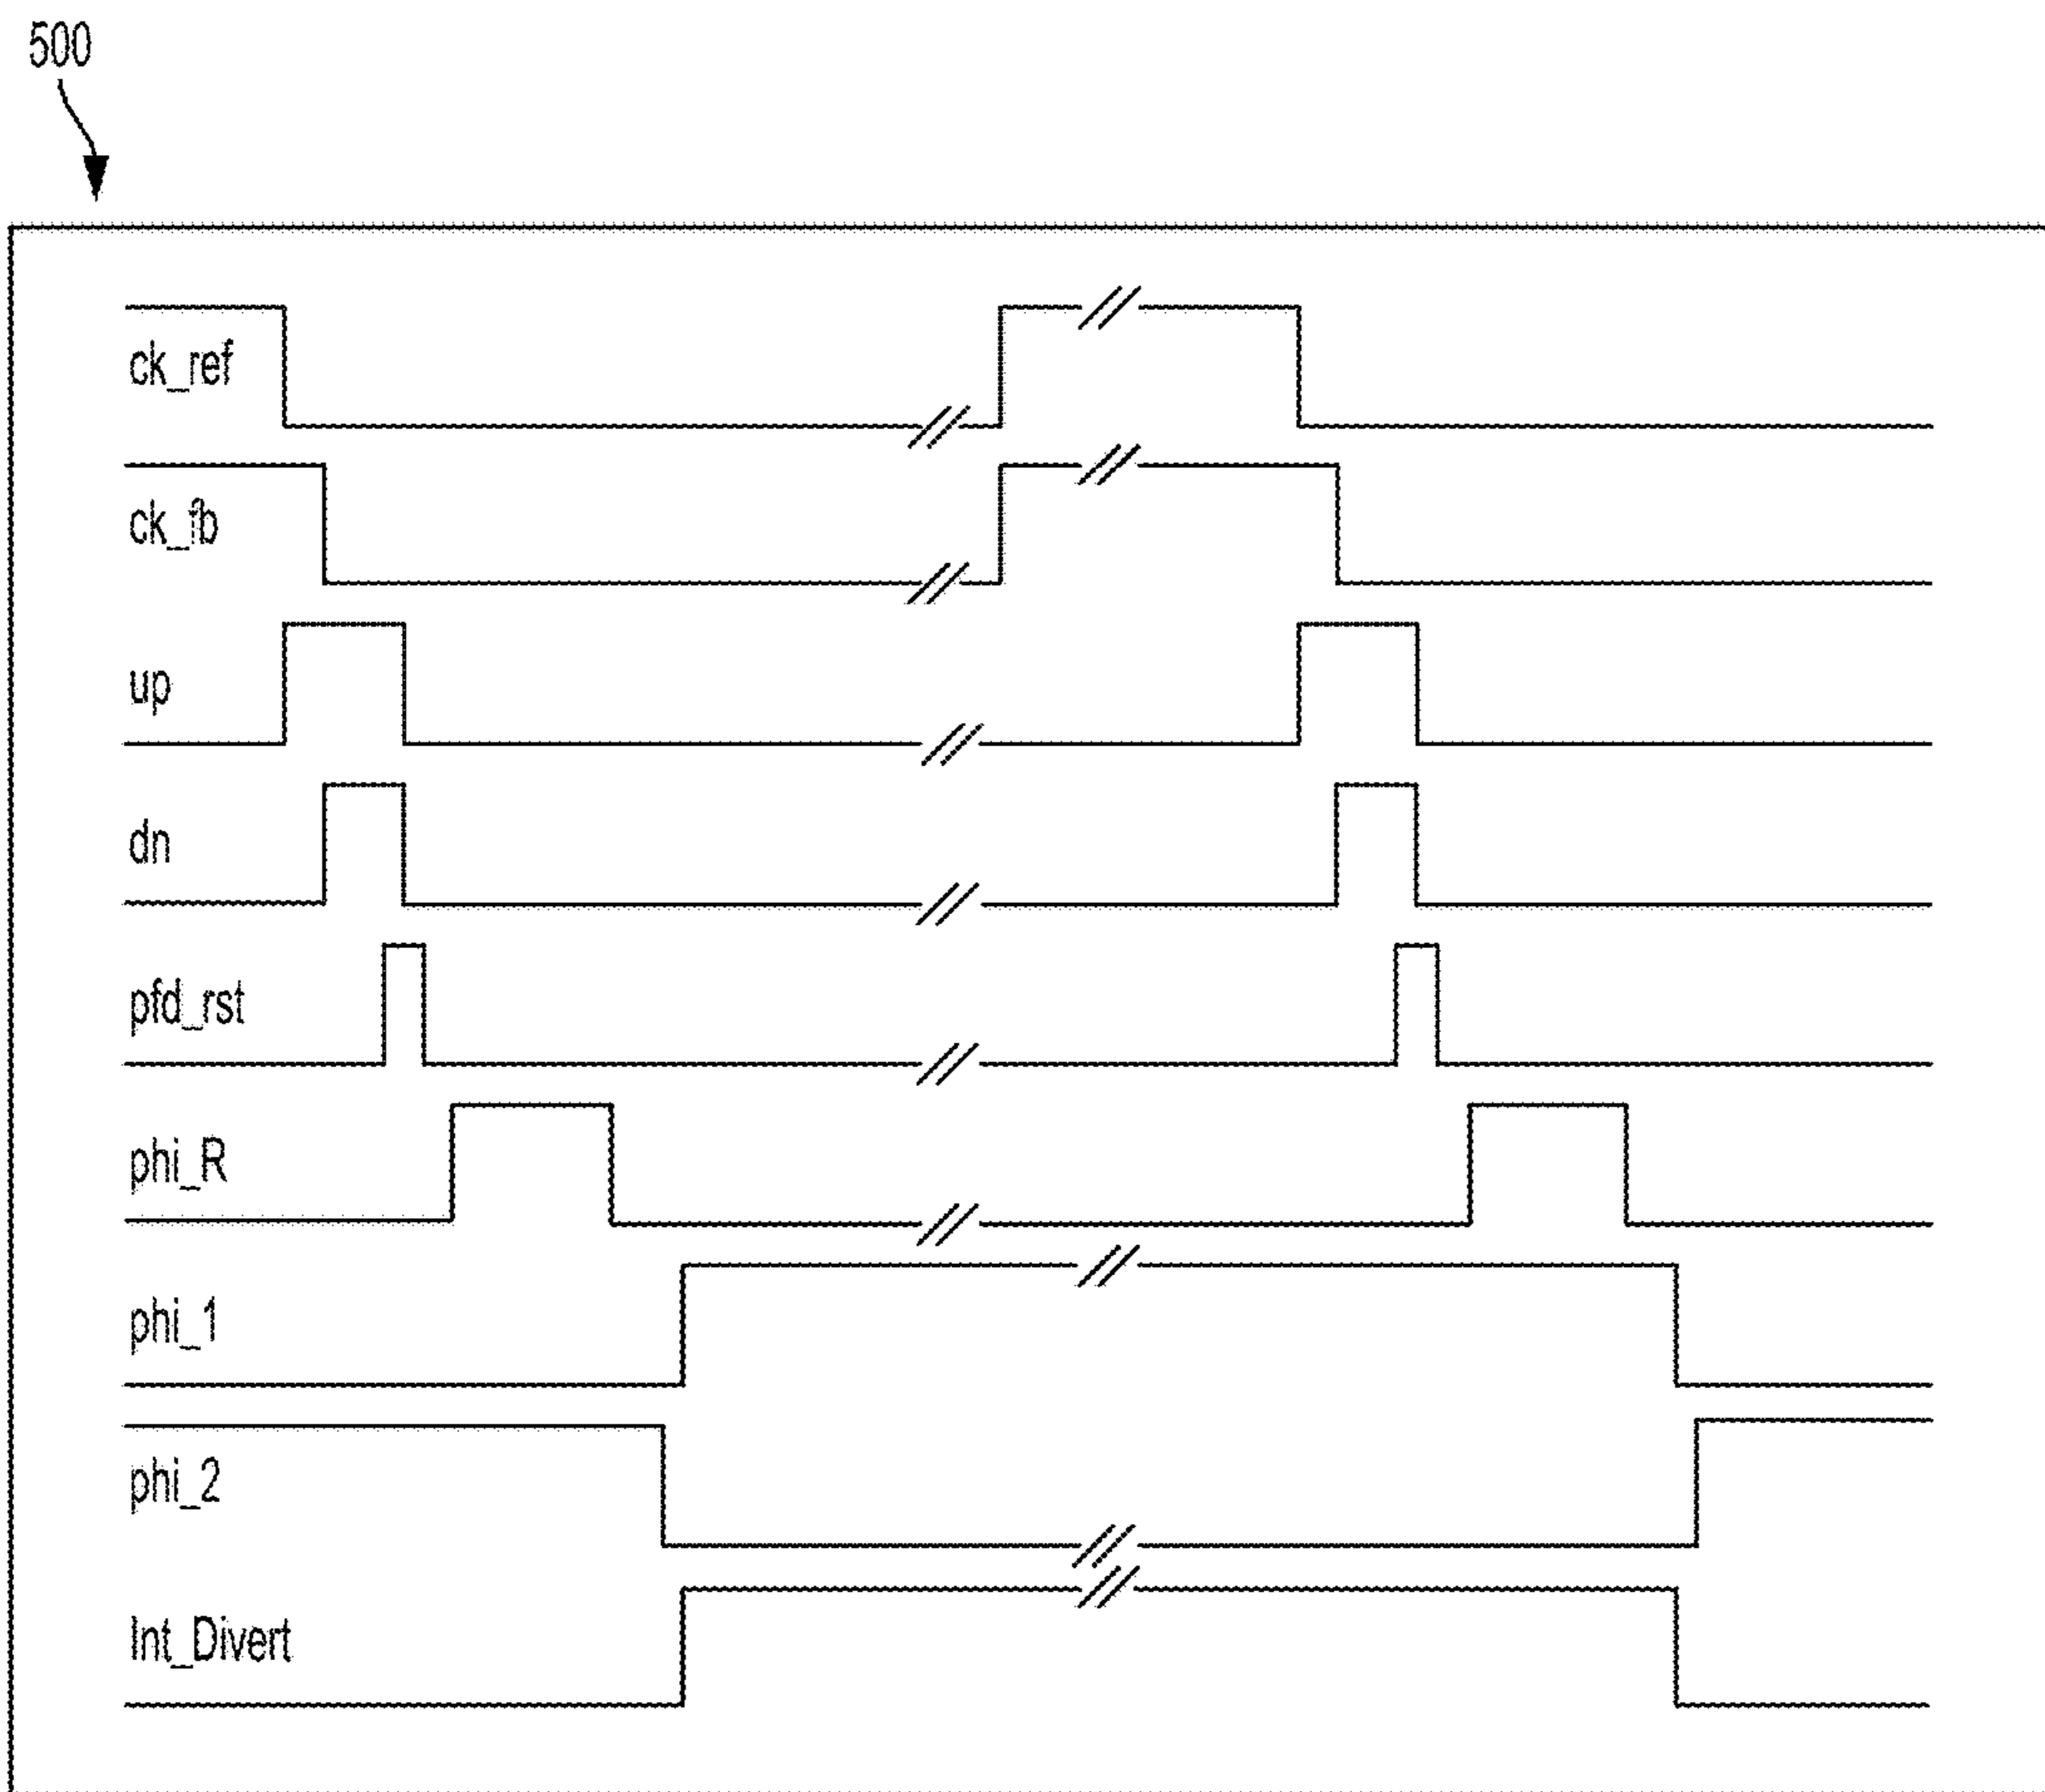 500
ck_ref
ck_fb
up
dn
pfd_rst
phi_R
phi_1
phi_2
Int_Divert